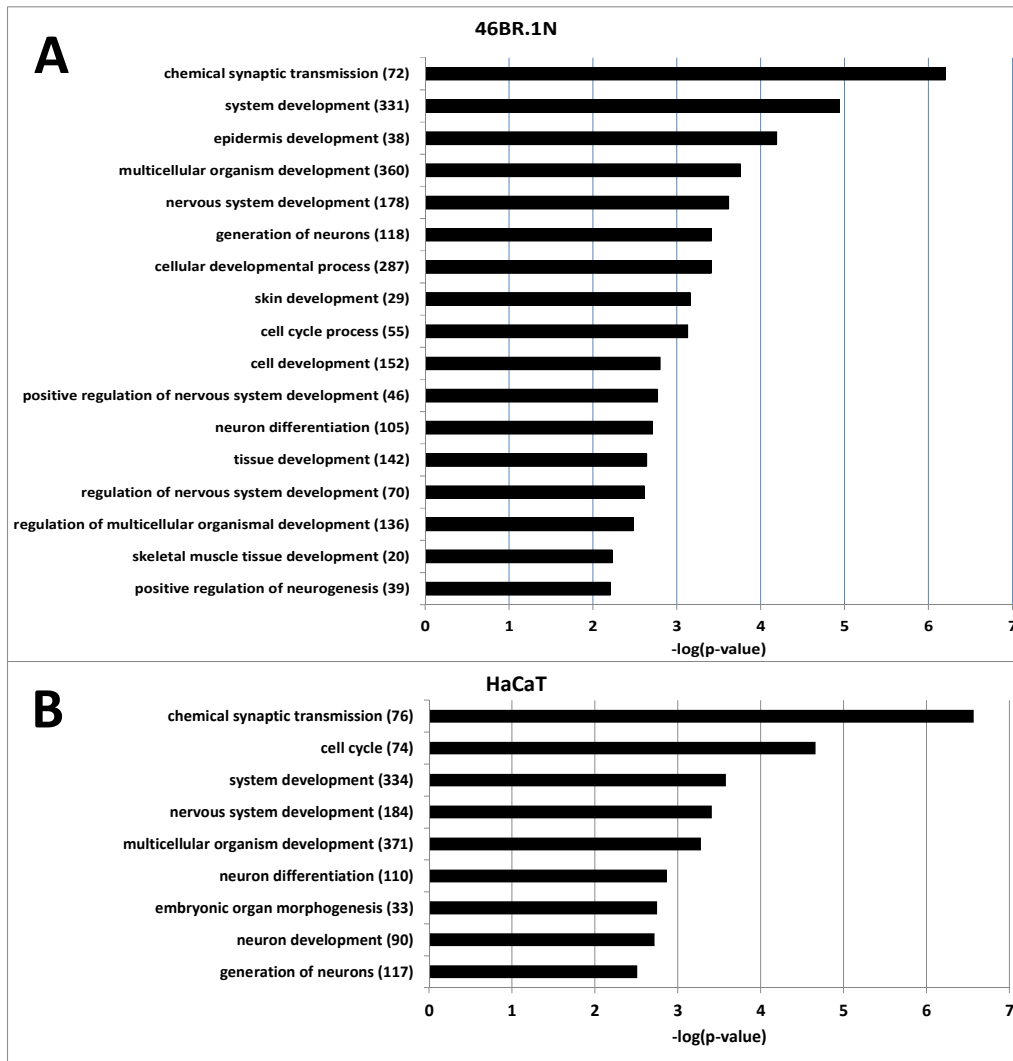 46BR.1N
A
chemical synaptic transmission (72)
system development (331)
epidermis development (38)
multicellular organism development (360)
nervous system development (178)
generation of neurons (118)
cellular developmental process (287)
skin development (29)
cell cycle process (55)
cell development (152)
positive regulation of nervous system development (46)
neuron differentiation (105)
tissue development (142)
regulation of nervous system development (70)
regulation of multicellular organismal development (136)
skeletal muscle tissue development (20)
positive regulation of neurogenesis (39)
0 1 2 3 4 5 6 7
-log(p-value)
HaCaT
B
chemical synaptic transmission (76)
cell cycle (74)
system development (334)
nervous system development (184)
multicellular organism development (371)
neuron differentiation (110)
embryonic organ morphogenesis (33)
neuron development (90)
generation of neurons (117)
0 1 2 3 4 5 6 7
-log(p-value)